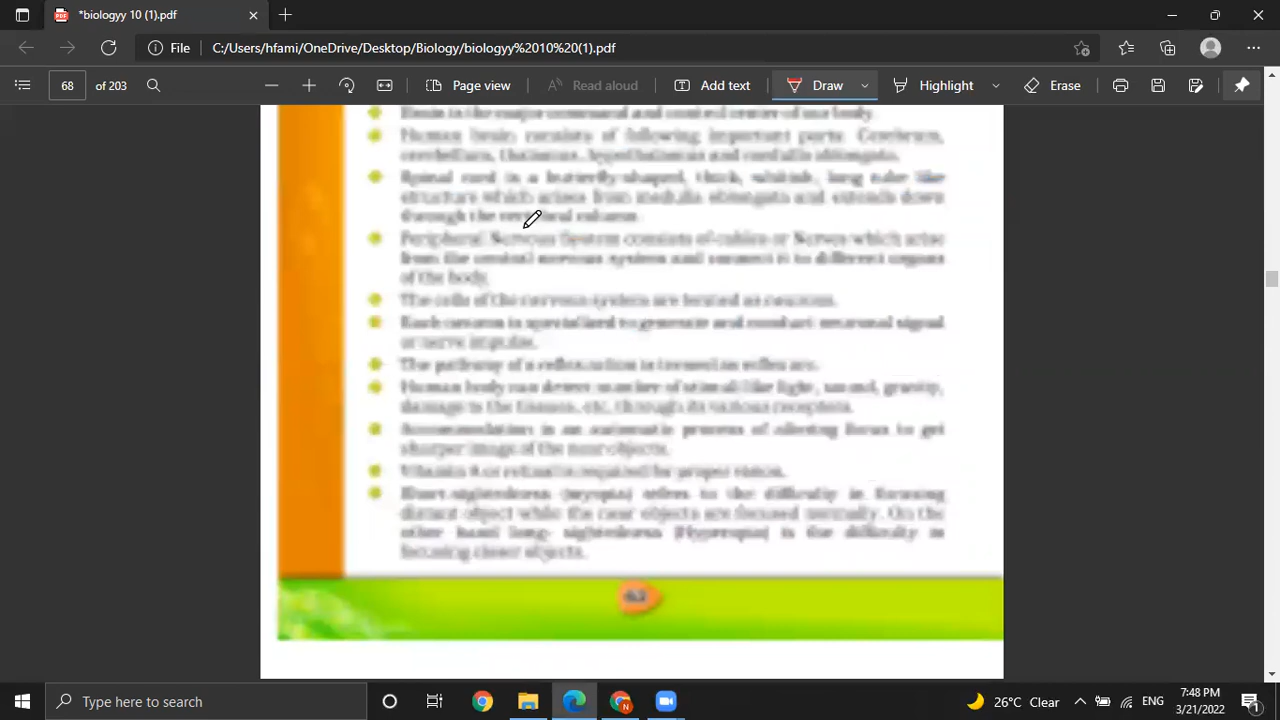 *biologyy 10 (1).pdf
File C:/Users/hfami/OneDrive/Desktop/Biology/biologyy%2010%20(1).pdf
68 of 203 Page view Read aloud Add text Draw Highlight Erase
Brain is the major command and control center of our body.
Human brain consists of following important parts. Cerebrum,
cerebellum, thalamus, hypothalamus and medulla oblongata.
Spinal cord is a butterfly-shaped, thick, whitish, long tube like
structure which arises from medulla oblongata and extends down
through the vertebral column.
Peripheral Nervous System consists of cables or Nerves which arise
from the central nervous system and connect it to different organs
of the body.
The cells of the nervous system are termed as neurons.
Each neuron is specialized to generate and conduct neuronal signal
or nerve impulse.
The pathway of a reflex action is termed as reflex arc.
Human body can detect number of stimuli like light, sound, gravity,
damage to the tissues, etc. through its various receptors.
Accommodation is an automatic process of altering focus to get
sharper image of the near objects.
Vitamin A or retinal is required for proper vision.
Short-sightedness (myopia) refers to the difficulty in focusing
distant object while the near objects are focused normally. On the
other hand long- sightedness (Hyperopia) is the difficulty in
focusing closer objects.
62
Type here to search
26°C Clear ENG 7:48 PM
3/21/2022